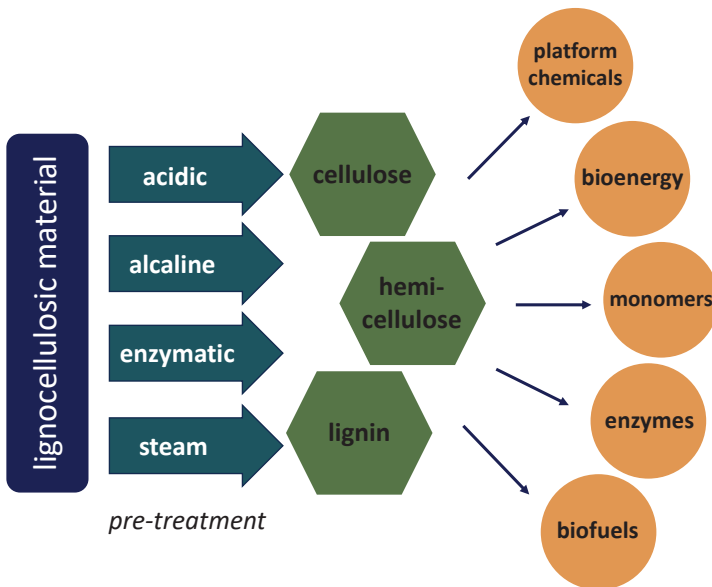 lignocellulosic material
acidic
alcaline
enzymatic
steam
pre-treatment
cellulose
hemi-
cellulose
lignin
platform
chemicals
bioenergy
monomers
enzymes
biofuels